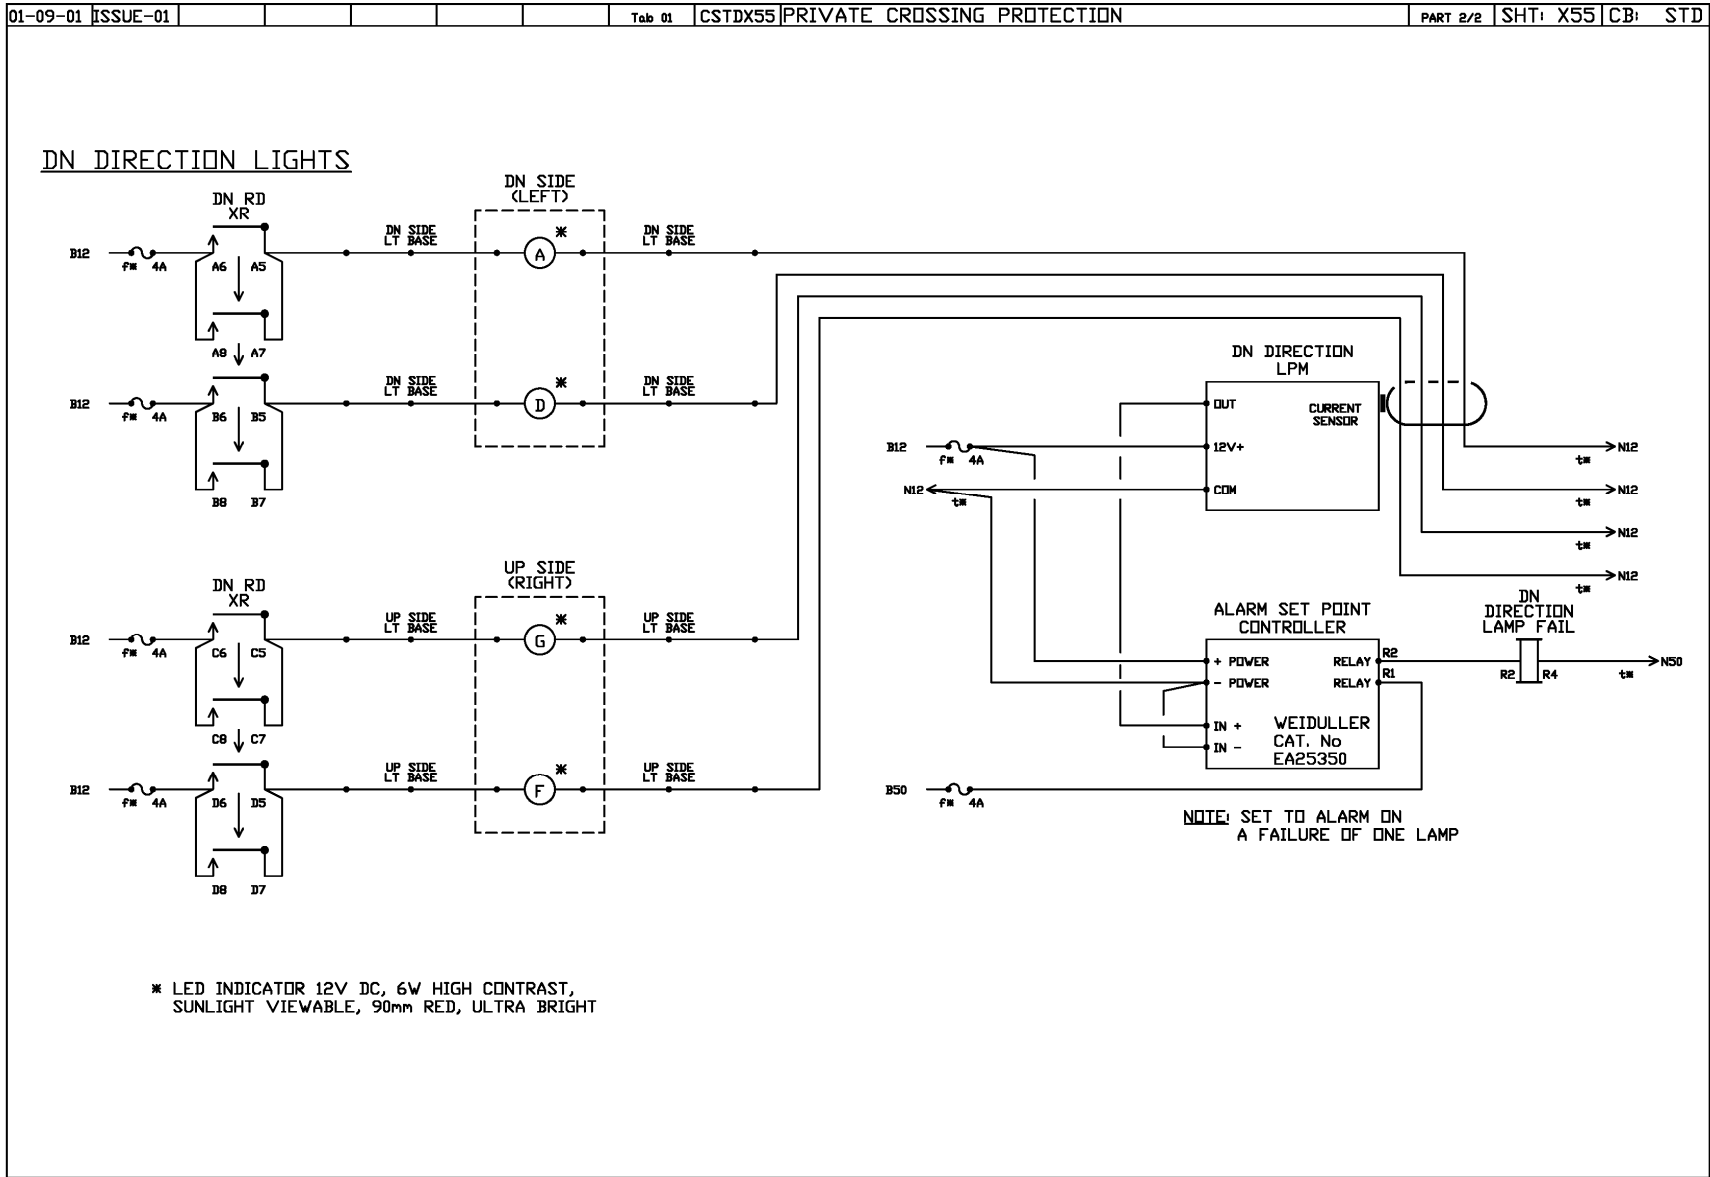 01-09-01 ISSUE-01 Tab 01 CSTDX55 PRIVATE CROSSING PROTECTION PART 2/2 SHT: X55 CB: STD
DN DIRECTION LIGHTS
DN RD
XR
DN SIDE
(LEFT)
B12
f* 4A
A6 A5
DN SIDE
LT BASE
A
*
DN SIDE
LT BASE
A8 A7
B12
f* 4A
B6 B5
DN SIDE
LT BASE
D
*
DN SIDE
LT BASE
B8 B7
DN RD
XR
UP SIDE
(RIGHT)
B12
f* 4A
C6 C5
UP SIDE
LT BASE
G
*
UP SIDE
LT BASE
C8 C7
B12
f* 4A
D6 D5
UP SIDE
LT BASE
F
*
UP SIDE
LT BASE
D8 D7
DN DIRECTION
LPM
OUT
CURRENT
SENSOR
B12
f* 4A
12V+
N12
t*
COM
N12
t*
N12
t*
N12
t*
N12
t*
ALARM SET POINT
CONTROLLER
+ POWER
RELAY
R2
- POWER
RELAY
R1
IN +
IN -
WEIDULLER
CAT. No
EA25350
DN
DIRECTION
LAMP FAIL
R2 R4
N50
t*
B50
f* 4A
NOTE: SET TO ALARM ON
A FAILURE OF ONE LAMP
* LED INDICATOR 12V DC, 6W HIGH CONTRAST,
SUNLIGHT VIEWABLE, 90mm RED, ULTRA BRIGHT